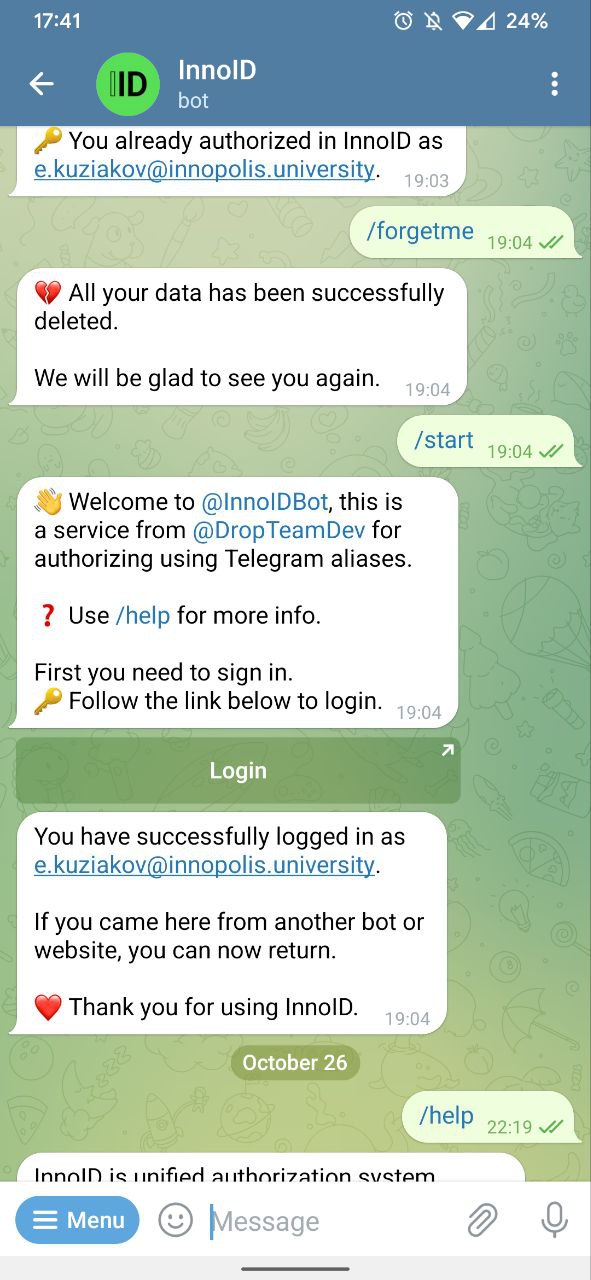 17:41
24%
InnoID
bot
🔑 You already authorized in InnoID as
e.kuziakov@innopolis.university.
19:03
/forgetme
19:04
💔 All your data has been successfully
deleted.
We will be glad to see you again.
19:04
/start
19:04
👋 Welcome to @InnoIDBot, this is
a service from @DropTeamDev for
authorizing using Telegram aliases.
❓ Use /help for more info.
First you need to sign in.
🔑 Follow the link below to login.
19:04
Login
You have successfully logged in as
e.kuziakov@innopolis.university.
If you came here from another bot or
website, you can now return.
❤️ Thank you for using InnoID.
19:04
October 26
/help
22:19
InnoID is unified authorization system
Menu
Message